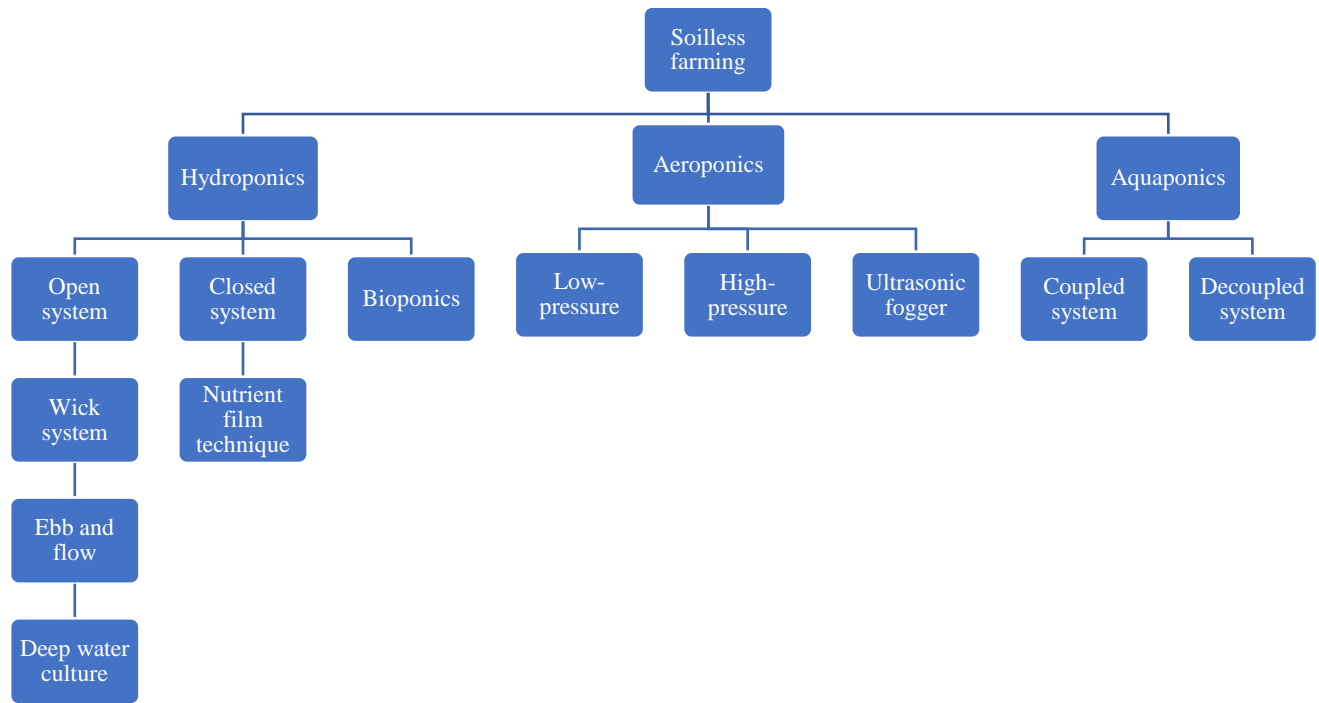 Soilless
farming
Hydroponics
Aeroponics
Aquaponics
Open
system
Closed
system
Bioponics
Low-
pressure
High-
pressure
Ultrasonic
fogger
Coupled
system
Decoupled
system
Wick
system
Nutrient
film
technique
Ebb and
flow
Deep water
culture